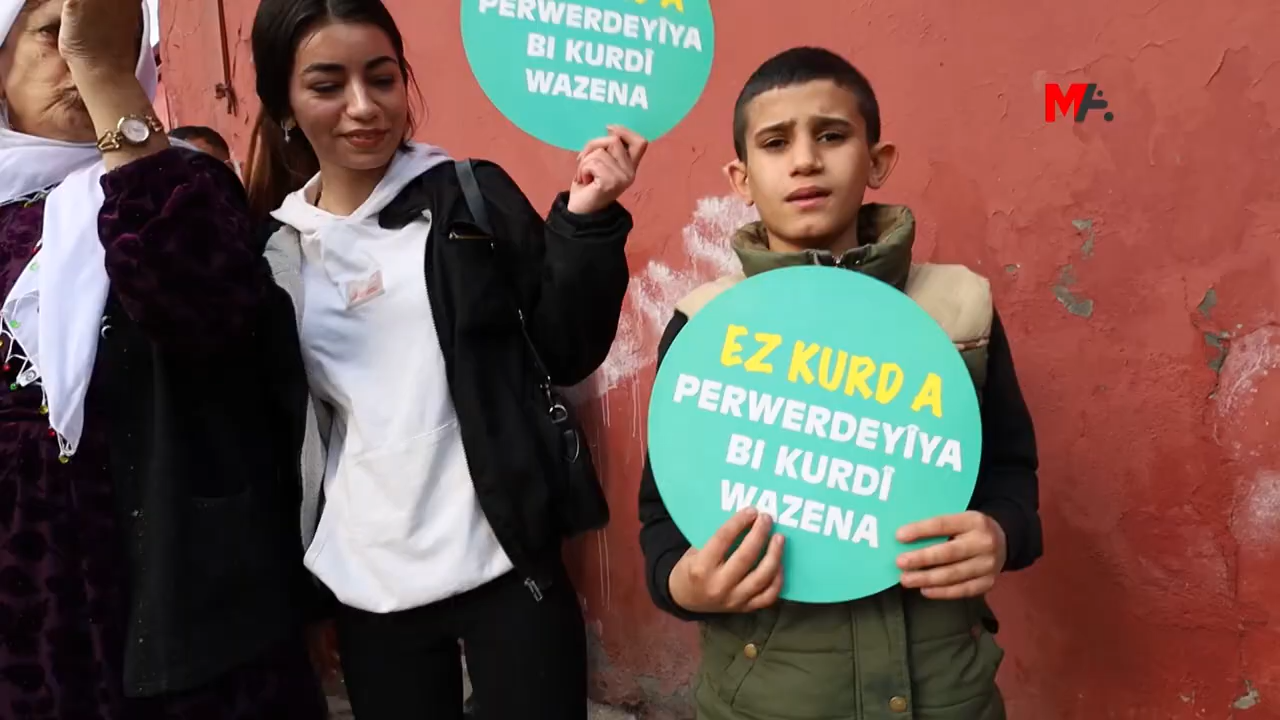 PERWERDEYÎYA
BI KURDÎ
WAZENA
MA
EZ KURD A
PERWERDEYÎYA
BI KURDÎ
WAZENA